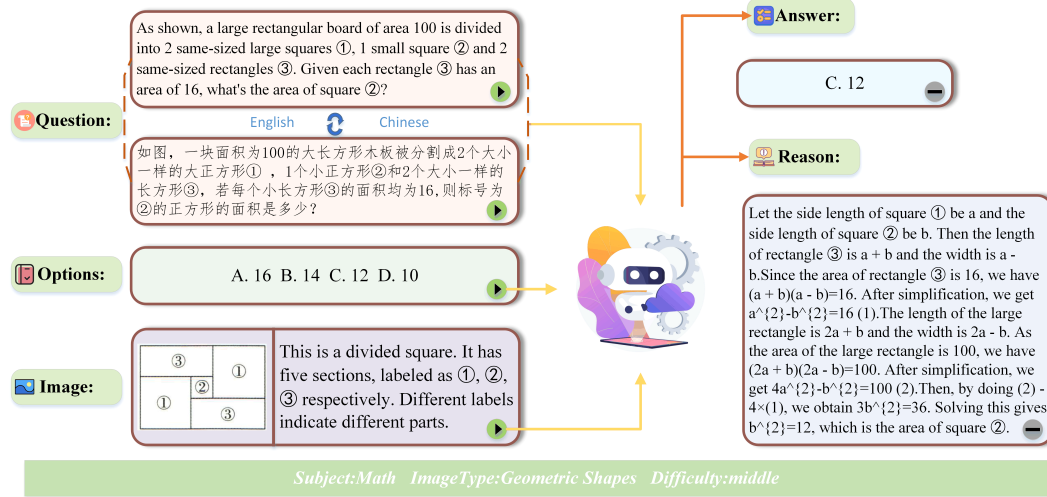 As shown, a large rectangular board of area 100 is divided
into 2 same-sized large squares ①, 1 small square ② and 2
same-sized rectangles ③. Given each rectangle ③ has an
area of 16, what's the area of square ②?
Question:
English Chinese
如图，一块面积为100的大长方形木板被分割成2个大小
一样的大正方形①，1个小正方形②和2个大小一样的
长方形③，若每个小长方形③的面积均为16,则标号为
②的正方形的面积是多少？
Options:
A. 16 B. 14 C. 12 D. 10
Image:
③
①
②
①
③
This is a divided square. It has
five sections, labeled as ①, ②,
③ respectively. Different labels
indicate different parts.
Answer:
C. 12
Reason:
Let the side length of square ① be a and the
side length of square ② be b. Then the length
of rectangle ③ is a + b and the width is a -
b.Since the area of rectangle ③ is 16, we have
(a + b)(a - b)=16. After simplification, we get
a^{2}-b^{2}=16 (1).The length of the large
rectangle is 2a + b and the width is 2a - b. As
the area of the large rectangle is 100, we have
(2a + b)(2a - b)=100. After simplification, we
get 4a^{2}-b^{2}=100 (2).Then, by doing (2) -
4×(1), we obtain 3b^{2}=36. Solving this gives
b^{2}=12, which is the area of square ②.
Subject:Math ImageType:Geometric Shapes Difficulty:middle